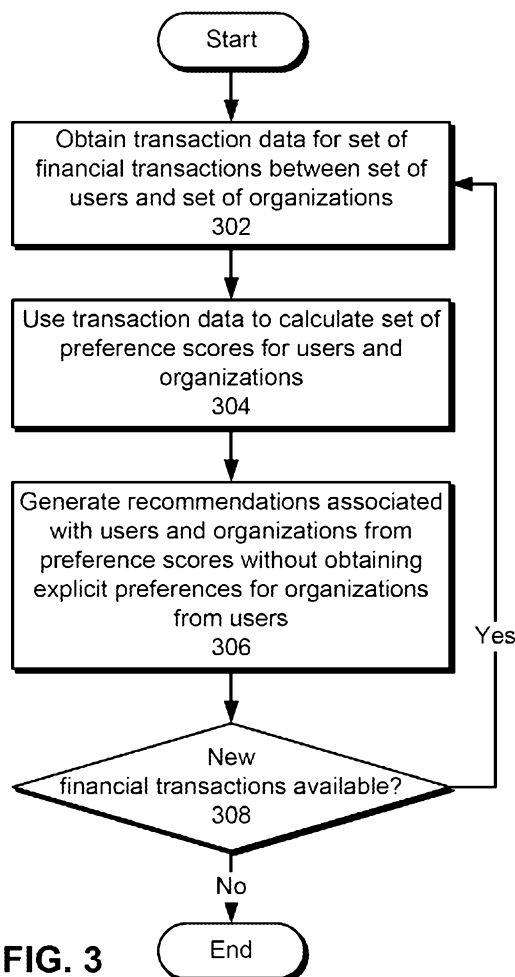 Start
Obtain transaction data for set of
financial transactions between set of
users and set of organizations
302
Use transaction data to calculate set of
preference scores for users and
organizations
304
Generate recommendations associated
with users and organizations from
preference scores without obtaining
explicit preferences for organizations
from users
306
Yes
New
financial transactions available?
308
No
End
FIG. 3